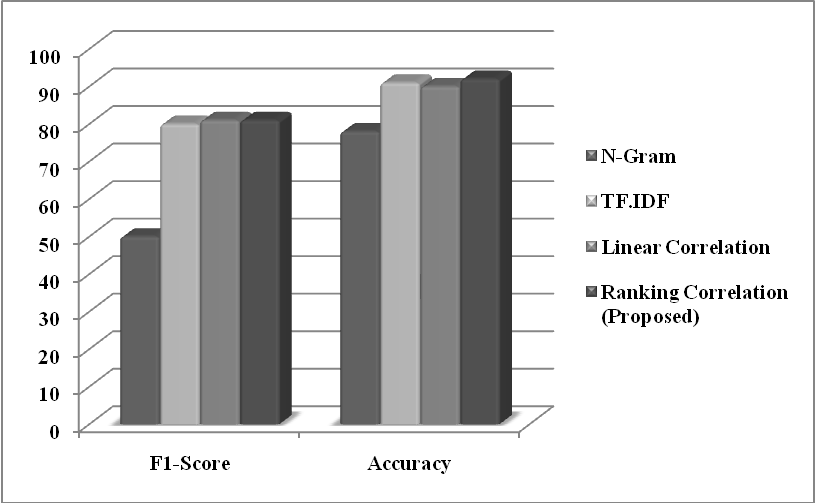 100
90
80
70
60
50
40
30
20
10
0
F1-Score
Accuracy
N-Gram
TF.IDF
Linear Correlation
Ranking Correlation
(Proposed)